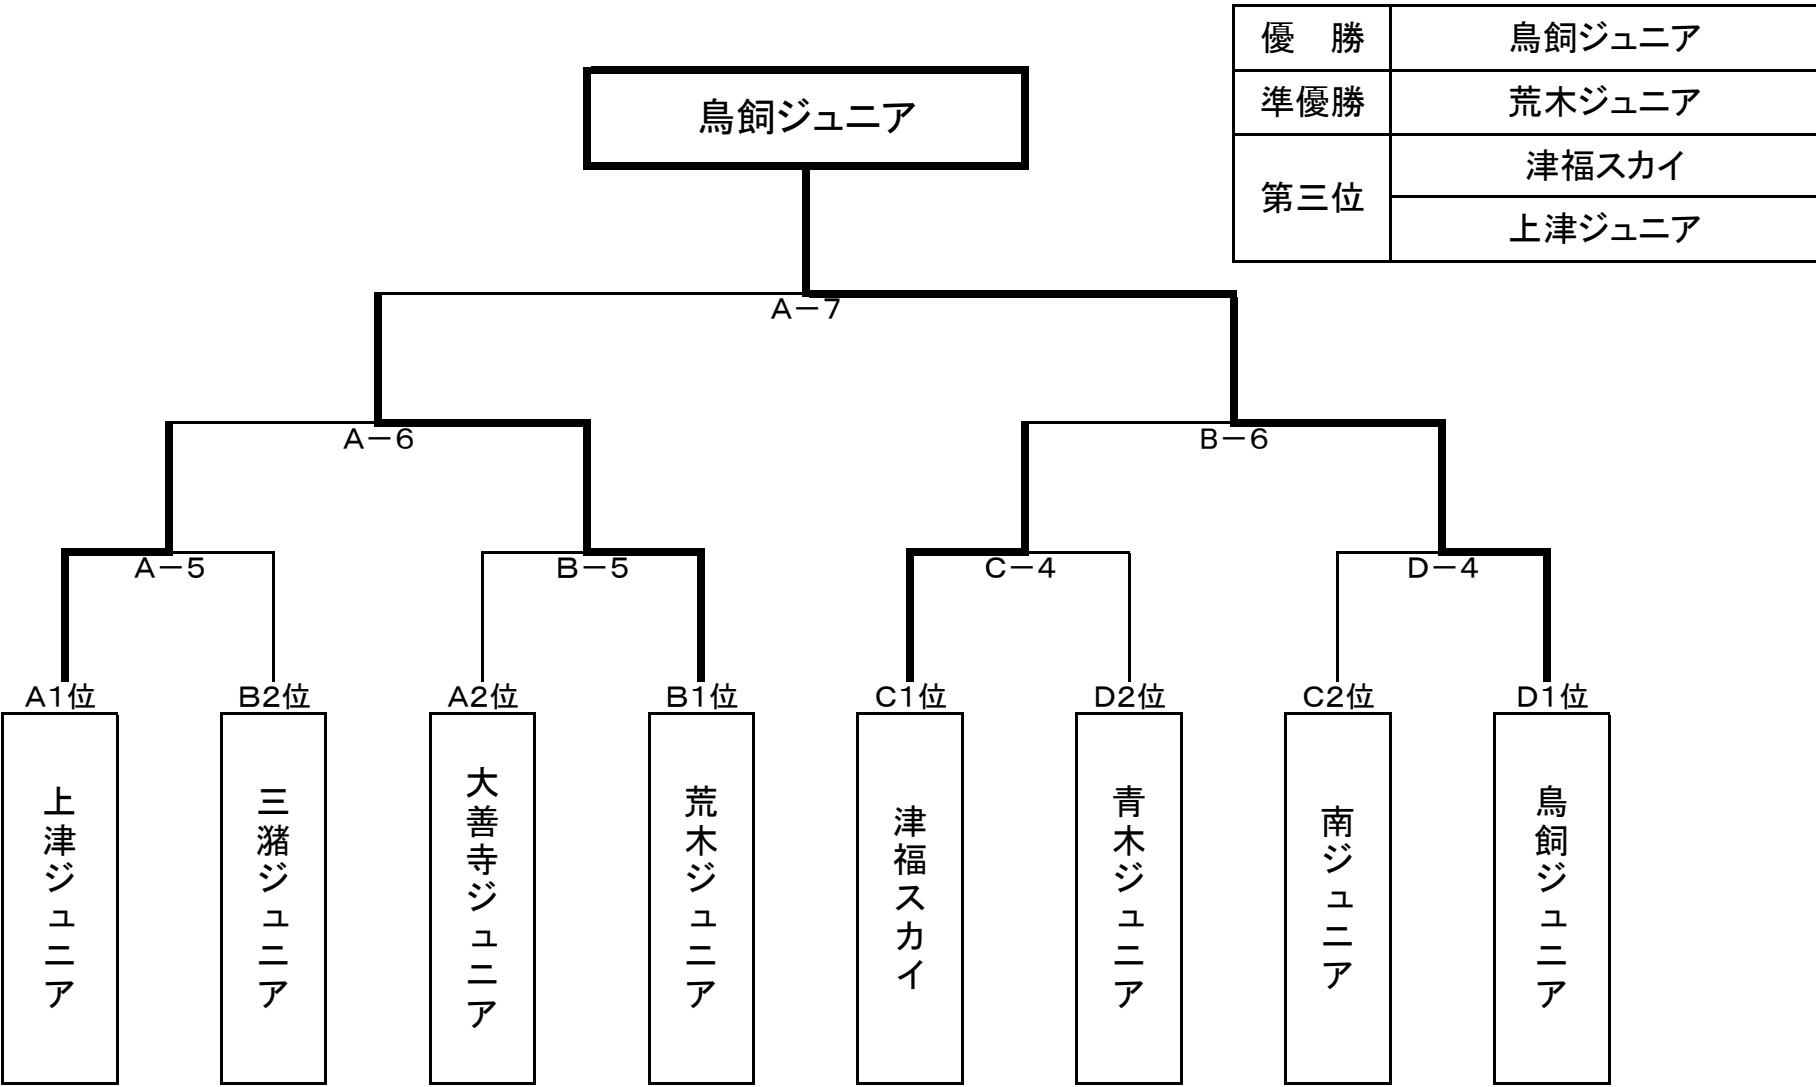 優　勝
鳥飼ジュニア
準優勝
荒木ジュニア
第三位
津福スカイ
上津ジュニア
鳥飼ジュニア
A－7
A－6
B－6
A－5
B－5
C－4
D－4
A1位
B2位
A2位
B1位
C1位
D2位
C2位
D1位
上津ジュニア
三潴ジュニア
大善寺ジュニア
荒木ジュニア
津福スカイ
青木ジュニア
南ジュニア
鳥飼ジュニア